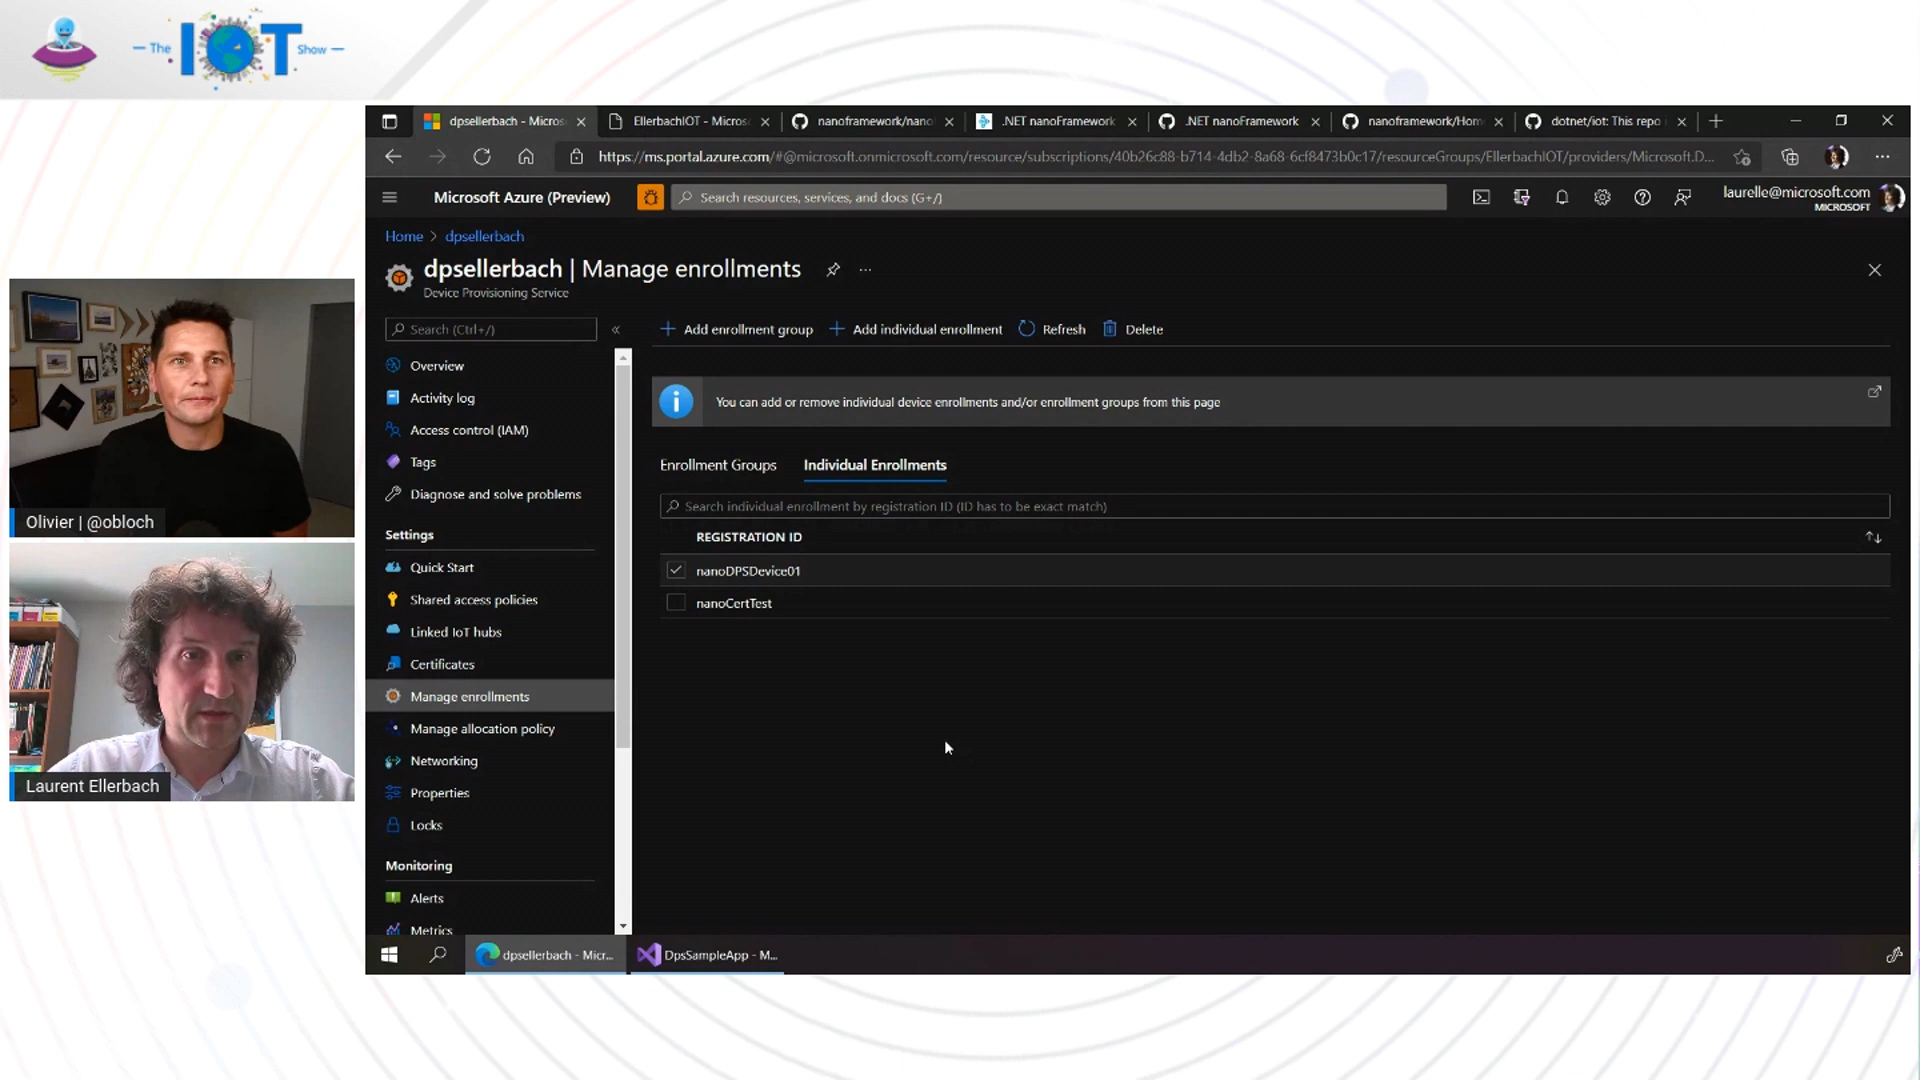 The IOT Show
dpsellerbach - Micros
EllerbachIOT - Micros
nanoframework/nano
.NET nanoFramework
.NET nanoFramework
nanoframework/Hom
dotnet/iot: This repo
https://ms.portal.azure.com/#@microsoft.onmicrosoft.com/resource/subscriptions/40b26c88-b714-4db2-8a68-6cf8473b0c17/resourceGroups/EllerbachIOT/providers/Microsoft.D...
Microsoft Azure (Preview)
Search resources, services, and docs (G+/)
laurelle@microsoft.com
MICROSOFT
Home > dpsellerbach
dpsellerbach | Manage enrollments
Device Provisioning Service
Search (Ctrl+/)
Add enrollment group
Add individual enrollment
Refresh
Delete
Overview
Activity log
Access control (IAM)
Tags
Diagnose and solve problems
Settings
Quick Start
Shared access policies
Linked IoT hubs
Certificates
Manage enrollments
Manage allocation policy
Networking
Properties
Locks
Monitoring
Alerts
Metrics
You can add or remove individual device enrollments and/or enrollment groups from this page
Enrollment Groups
Individual Enrollments
Search individual enrollment by registration ID (ID has to be exact match)
REGISTRATION ID
nanoDPSDevice01
nanoCertTest
Olivier | @obloch
Laurent Ellerbach
dpsellerbach - Micr...
DpsSampleApp - M...